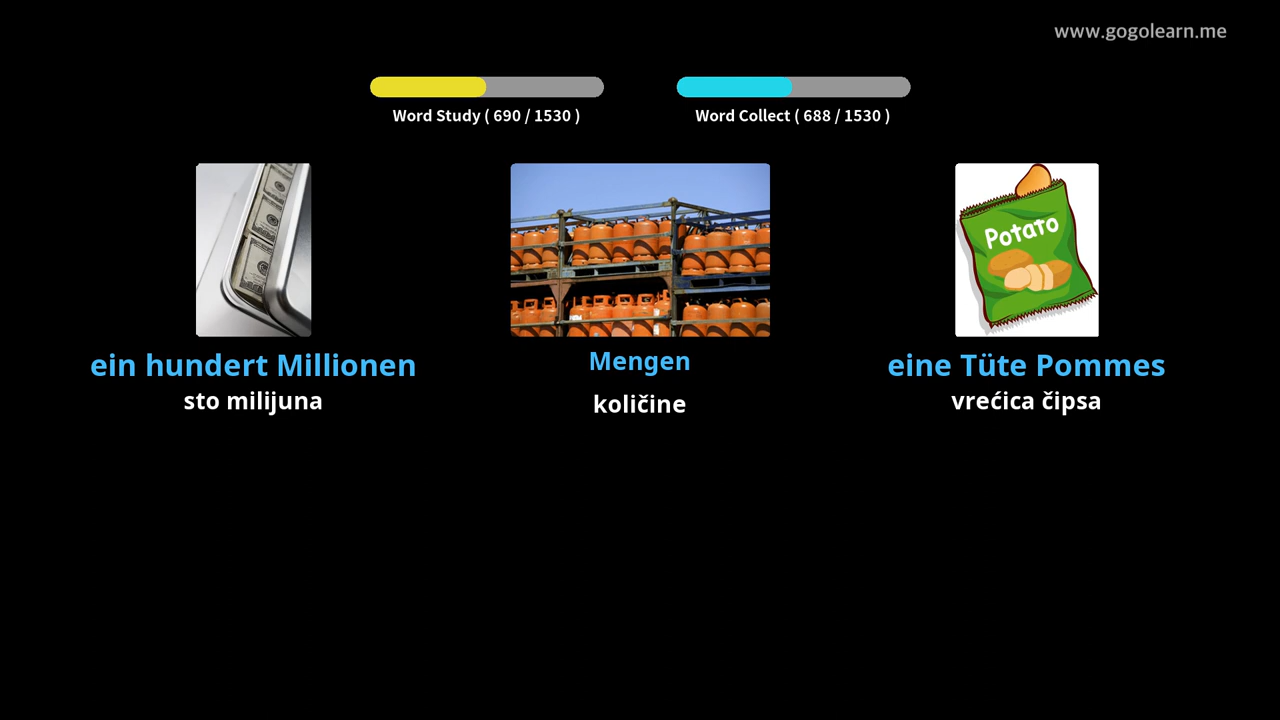 www.gogolearn.me
Word Study ( 690 / 1530 )
Word Collect ( 688 / 1530 )
Potato
ein hundert Millionen
sto milijuna
Mengen
količine
eine Tüte Pommes
vrećica čipsa